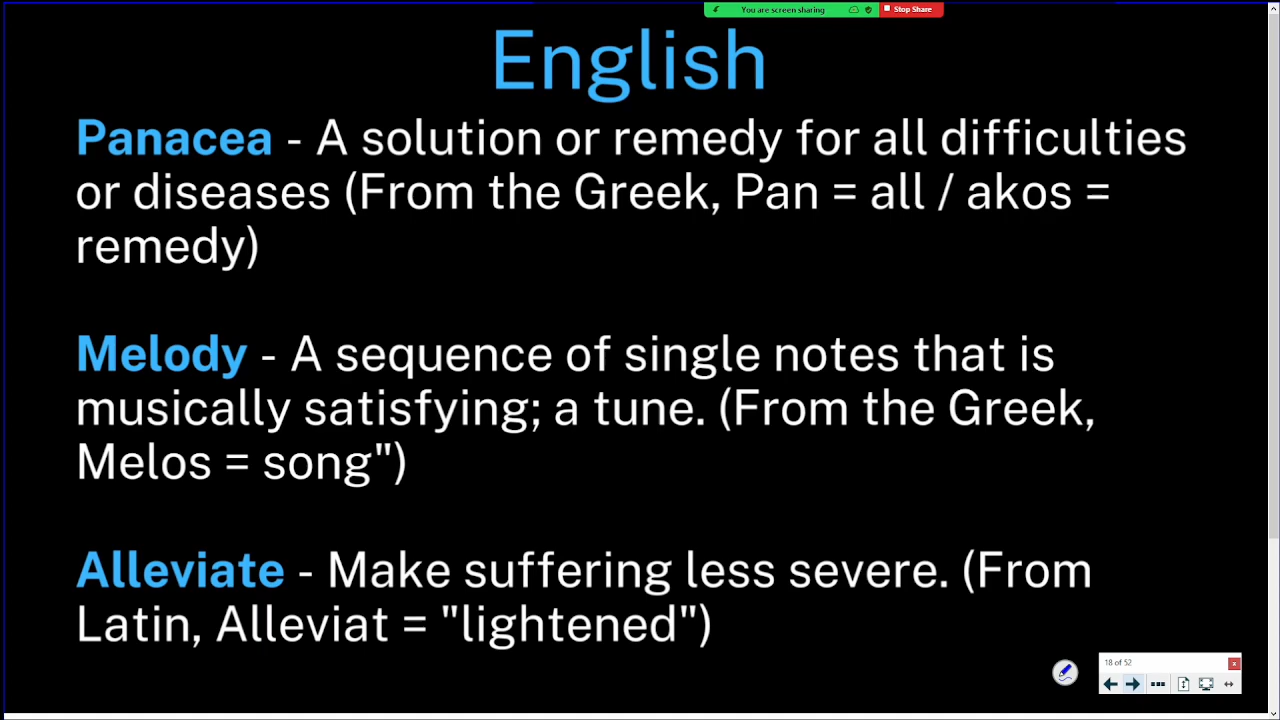 You are screen sharing
Stop Share
English
Panacea - A solution or remedy for all difficulties
or diseases (From the Greek, Pan = all / akos =
remedy)
Melody - A sequence of single notes that is
musically satisfying; a tune. (From the Greek,
Melos = song")
Alleviate - Make suffering less severe. (From
Latin, Alleviat = "lightened")
18 of 52